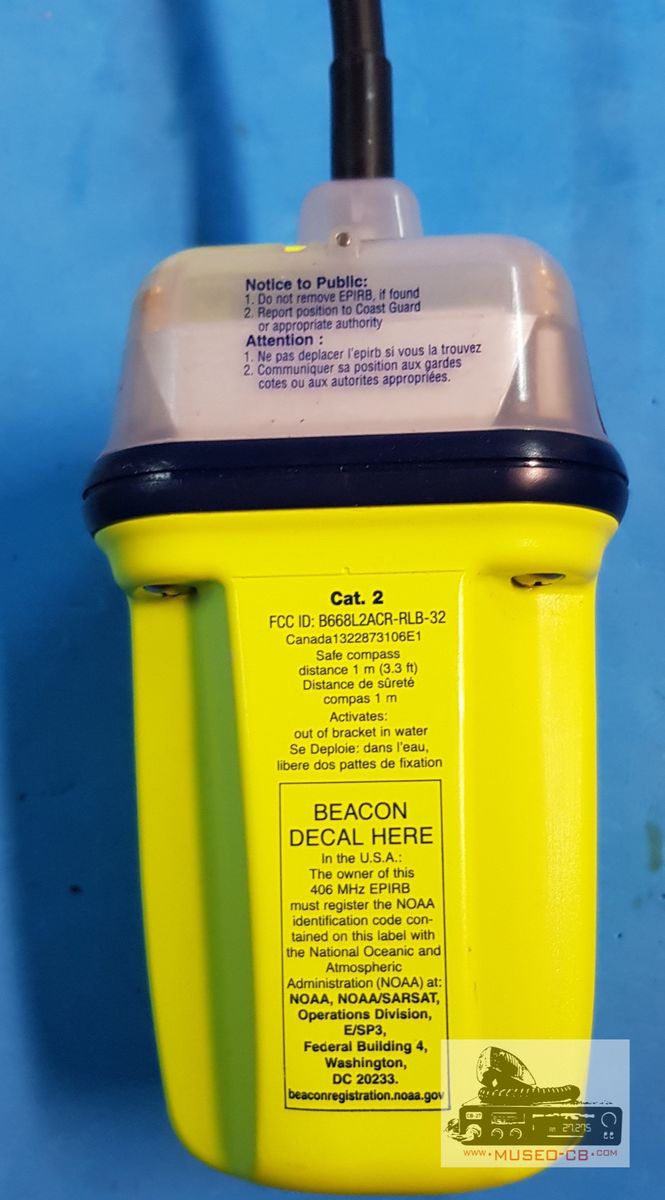 Notice to Public:
1. Do not remove EPIRB, if found
2. Report position to Coast Guard
or appropriate authority
Attention :
1. Ne pas deplacer l'epirb si vous la trouvez
2. Communiquer sa position aux gardes
cotes ou aux autorites appropriées.
Cat. 2
FCC ID: B668L2ACR-RLB-32
Canada1322873106E1
Safe compass
distance 1 m (3.3 ft)
Distance de sûreté
compas 1 m
Activates:
out of bracket in water
Se Deploie: dans l'eau,
libere dos pattes de fixation
BEACON
DECAL HERE
In the U.S.A.:
The owner of this
406 MHz EPIRB
must register the NOAA
identification code con-
tained on this label with
the National Oceanic and
Atmospheric
Administration (NOAA) at:
NOAA, NOAA/SARSAT,
Operations Division,
E/SP3,
Federal Building 4,
Washington,
DC 20233.
beaconregistration.noaa.gov
27.275
www.MUSEO-CB.com